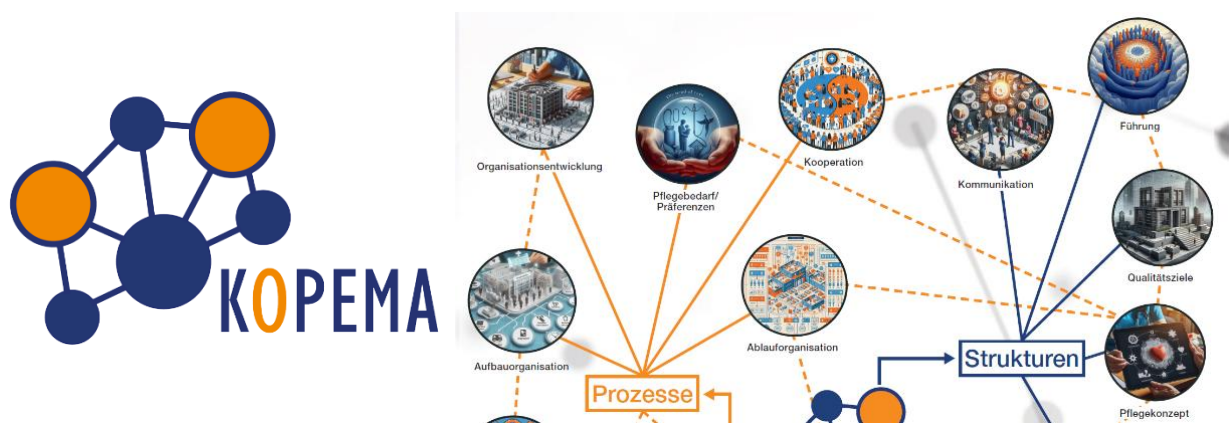 KOPEMA
Organisationsentwicklung
Pflegebedarf/
Präferenzen
Kooperation
Kommunikation
Führung
Qualitätsziele
Aufbauorganisation
Ablauforganisation
Prozesse
Strukturen
Pflegekonzept